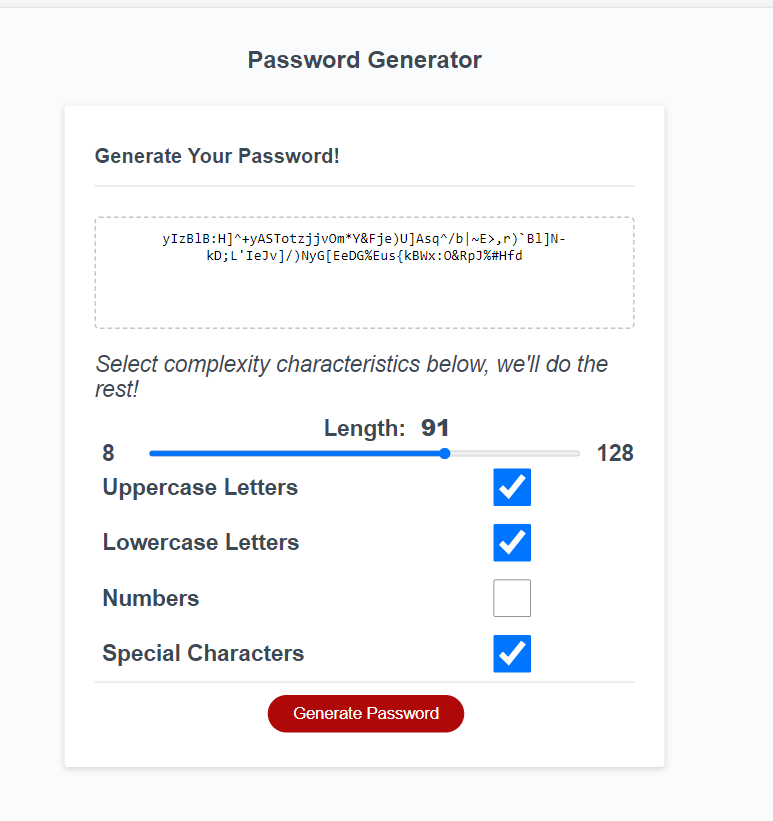 Password Generator
Generate Your Password!
yIzBlB:H]^+yASTotzjjvOm*Y&Fje)U]Asq^/b|~E>,r)`Bl]N-
kD;L'IeJv]/)NyG[EeDG%Eus{kBWx:O&RpJ%#Hfd
Select complexity characteristics below, we'll do the
rest!
Length: 91
8 128
Uppercase Letters
Lowercase Letters
Numbers
Special Characters
Generate Password